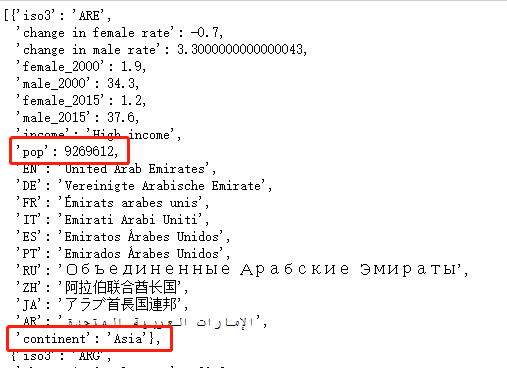 [{'iso3': 'ARE',
'change in female rate': -0.7,
'change in male rate': 3.3000000000000043,
'female_2000': 1.9,
'male_2000': 34.3,
'female_2015': 1.2,
'male_2015': 37.6,
'income': 'High income',
'pop': 9269612,
'EN': 'United Arab Emirates',
'DE': 'Vereinigte Arabische Emirate',
'FR': 'Émirats arabes unis',
'IT': 'Emirati Arabi Uniti',
'ES': 'Emiratos Árabes Unidos',
'PT': 'Emirados Árabes Unidos',
'RU': 'Объединенные Арабские Эмираты',
'ZH': '阿拉伯联合酋长国',
'JA': 'アラブ首長国連邦',
'AR': 'الإمارات العربية المتحدة',
'continent': 'Asia'},
{'iso3': 'ARG',